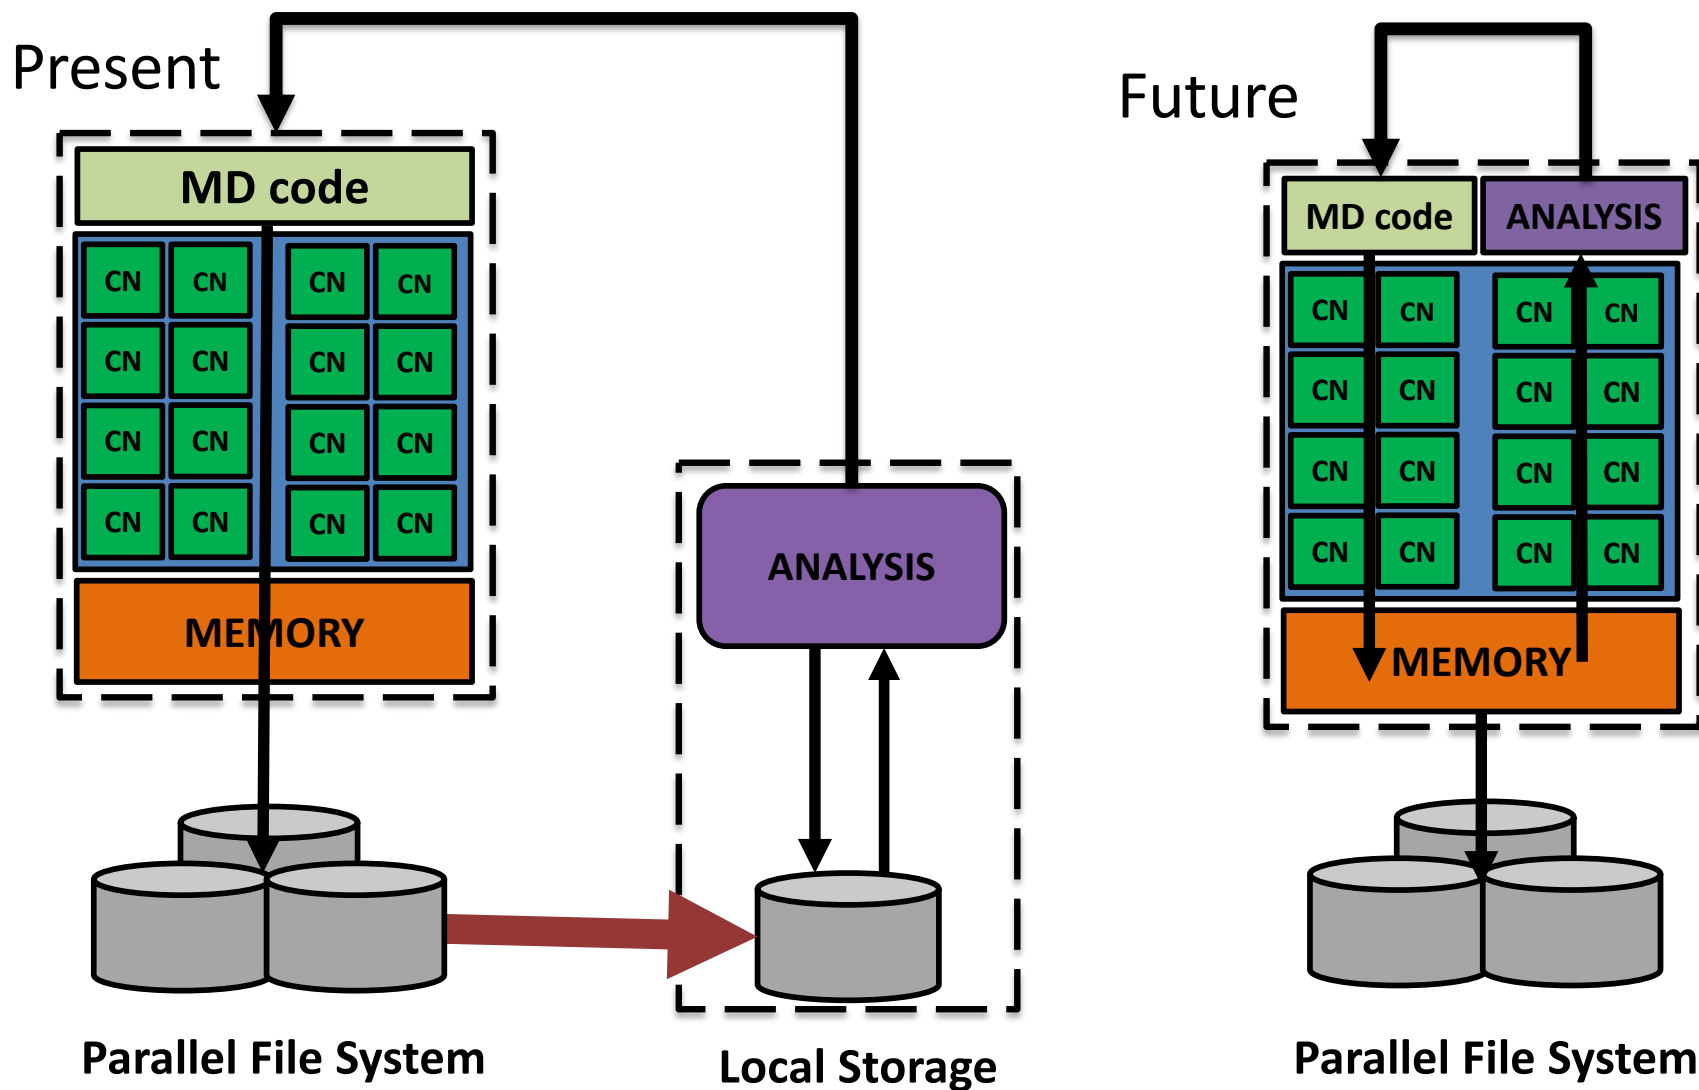 Present
MD code
CN CN CN CN
CN CN CN CN
CN CN CN CN
CN CN CN CN
MEMORY
Parallel File System
ANALYSIS
Local Storage
Future
MD code ANALYSIS
CN CN CN CN
CN CN CN CN
CN CN CN CN
CN CN CN CN
MEMORY
Parallel File System